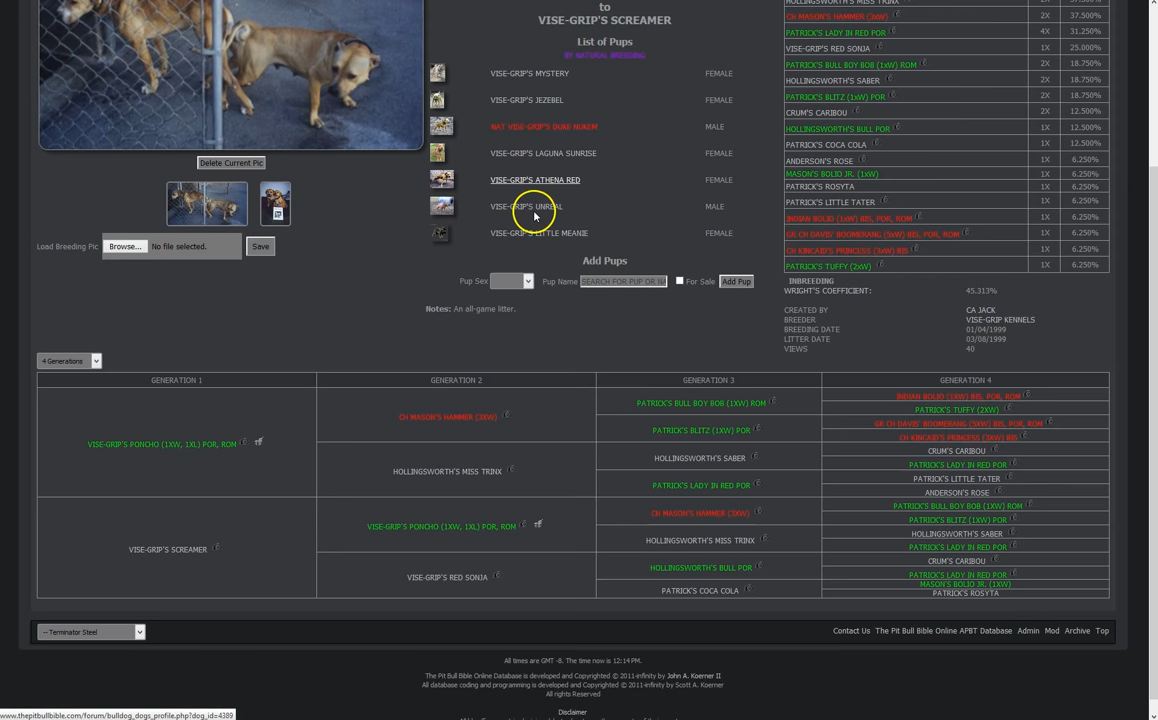 to
VISE-GRIP'S SCREAMER
List of Pups
BY NATURAL BREEDING
VISE-GRIP'S MYSTERY FEMALE
VISE-GRIP'S JEZEBEL FEMALE
NAT VISE-GRIP'S DUKE NUKEM MALE
VISE-GRIP'S LAGUNA SUNRISE FEMALE
VISE-GRIP'S ATHENA RED FEMALE
VISE-GRIP'S UNREAL MALE
VISE-GRIP'S LITTLE MEANIE FEMALE
Add Pups
Pup Sex Pup Name SEARCH FOR PUP OR NA For Sale Add Pup
Notes: An all-game litter.
Delete Current Pic
Load Breeding Pic Browse... No file selected. Save
HOLLINGSWORTH'S MISS TRINX 2X 37.500%
CH MASON'S HAMMER (3xW) 2X 37.500%
PATRICK'S LADY IN RED POR 4X 31.250%
VISE-GRIP'S RED SONJA 1X 25.000%
PATRICK'S BULL BOY BOB (1xW) ROM 2X 18.750%
HOLLINGSWORTH'S SABER 2X 18.750%
PATRICK'S BLITZ (1xW) POR 2X 18.750%
CRUM'S CARIBOU 2X 12.500%
HOLLINGSWORTH'S BULL POR 1X 12.500%
PATRICK'S COCA COLA 1X 12.500%
ANDERSON'S ROSE 1X 6.250%
MASON'S BOLIO JR. (1xW) 1X 6.250%
PATRICK'S ROSYTA 1X 6.250%
PATRICK'S LITTLE TATER 1X 6.250%
INDIAN BOLIO (1xW) BIS, POR, ROM 1X 6.250%
GR CH DAVIS' BOOMERANG (5xW) BIS, POR, ROM 1X 6.250%
CH KINCAID'S PRINCESS (3xW) BIS 1X 6.250%
PATRICK'S TUFFY (2xW) 1X 6.250%
INBREEDING
WRIGHT'S COEFFICIENT: 45.313%
CREATED BY CA JACK
BREEDER VISE-GRIP KENNELS
BREEDING DATE 01/04/1999
LITTER DATE 03/08/1999
VIEWS 40
4 Generations
GENERATION 1 GENERATION 2 GENERATION 3 GENERATION 4
VISE-GRIP'S PONCHO (1XW, 1XL) POR, ROM
VISE-GRIP'S SCREAMER
CH MASON'S HAMMER (3XW)
HOLLINGSWORTH'S MISS TRINX
VISE-GRIP'S PONCHO (1XW, 1XL) POR, ROM
VISE-GRIP'S RED SONJA
PATRICK'S BULL BOY BOB (1XW) ROM
PATRICK'S BLITZ (1XW) POR
HOLLINGSWORTH'S SABER
PATRICK'S LADY IN RED POR
CH MASON'S HAMMER (3XW)
HOLLINGSWORTH'S MISS TRINX
HOLLINGSWORTH'S BULL POR
PATRICK'S COCA COLA
INDIAN BOLIO (1XW) BIS, POR, ROM
PATRICK'S TUFFY (2XW)
GR CH DAVIS' BOOMERANG (5XW) BIS, POR, ROM
CH KINCAID'S PRINCESS (3XW) BIS
CRUM'S CARIBOU
PATRICK'S LADY IN RED POR
PATRICK'S LITTLE TATER
ANDERSON'S ROSE
PATRICK'S BULL BOY BOB (1XW) ROM
PATRICK'S BLITZ (1XW) POR
HOLLINGSWORTH'S SABER
PATRICK'S LADY IN RED POR
CRUM'S CARIBOU
PATRICK'S LADY IN RED POR
MASON'S BOLIO JR. (1XW)
PATRICK'S ROSYTA
-- Terminator Steel
Contact Us The Pit Bull Bible Online APBT Database Admin Mod Archive Top
All times are GMT -8. The time now is 12:14 PM.
The Pit Bull Bible Online Database is developed and Copyrighted © 2011-infinity by John A. Koerner II
All database coding and programming is developed and Copyrighted © 2011-infinity by Scott A. Koerner
All rights Reserved
Disclaimer
www.thepitbullbible.com/forum/bulldog_dogs_profile.php?dog_id=4389